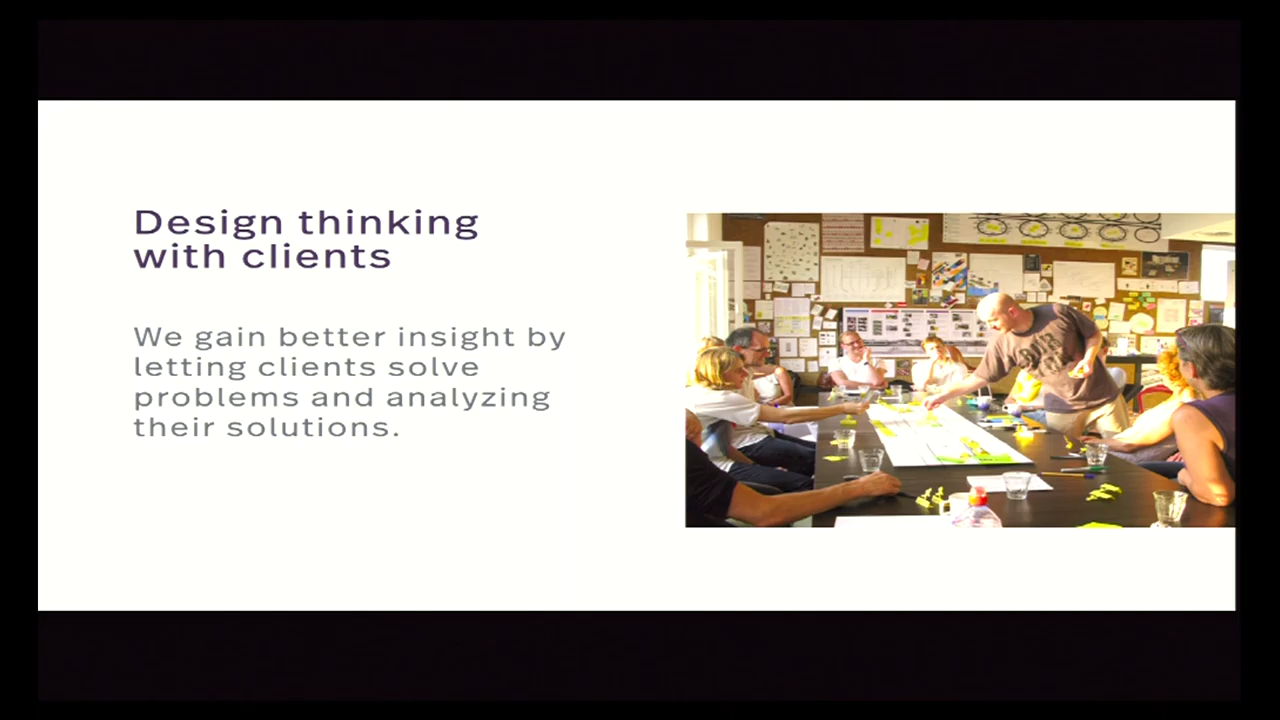 Design thinking
with clients
We gain better insight by
letting clients solve
problems and analyzing
their solutions.